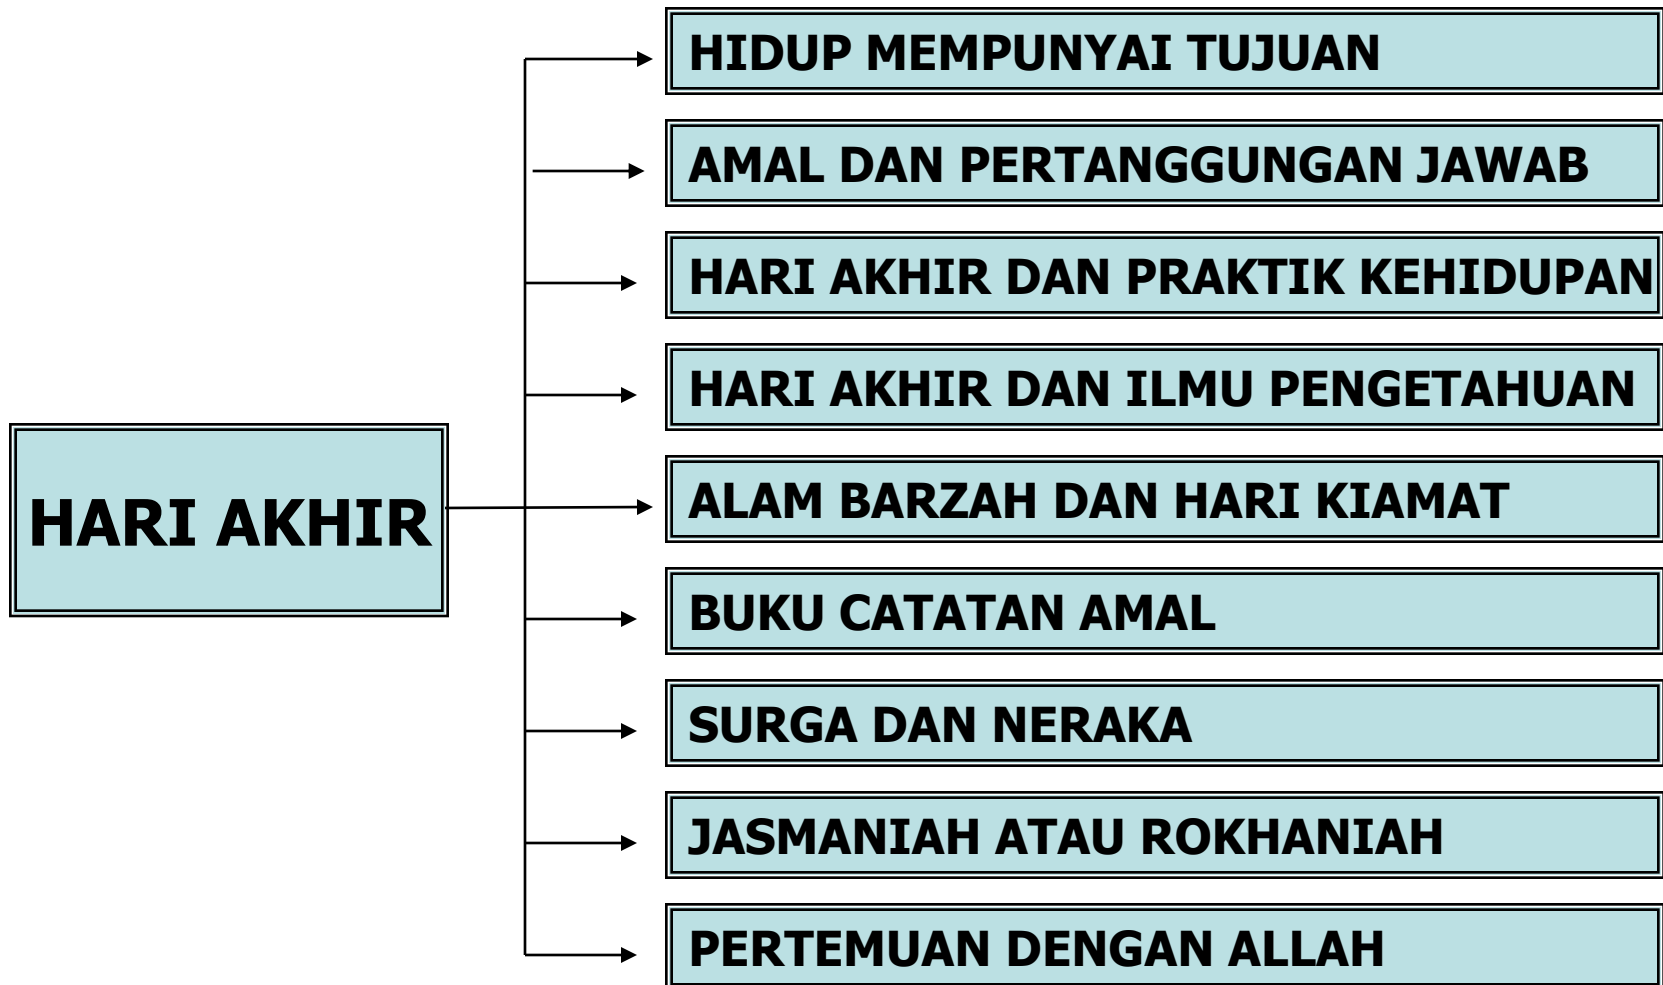 HIDUP MEMPUNYAI TUJUAN
AMAL DAN PERTANGGUNGAN JAWAB
HARI AKHIR DAN PRAKTIK KEHIDUPAN
HARI AKHIR DAN ILMU PENGETAHUAN
HARI AKHIR
ALAM BARZAH DAN HARI KIAMAT
BUKU CATATAN AMAL
SURGA DAN NERAKA
JASMANIAH ATAU ROKHANIAH
PERTEMUAN DENGAN ALLAH